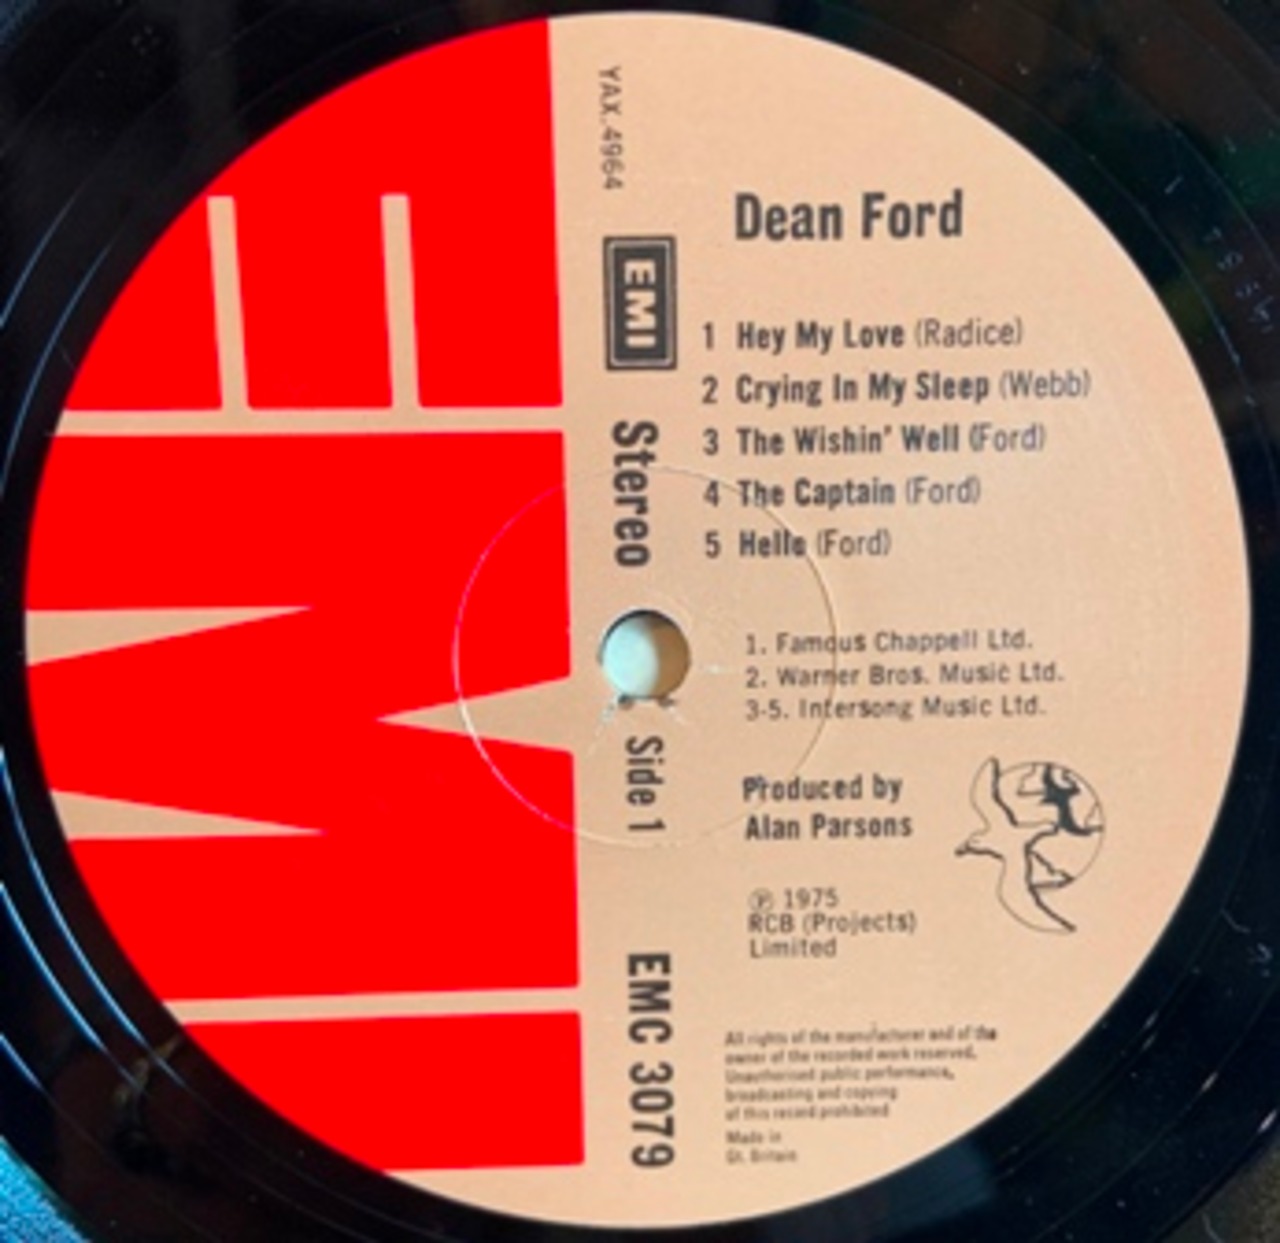 YAX.4964
EMI
Stereo
Side 1
EMC 3079
Dean Ford
1 Hey My Love (Radice)
2 Crying In My Sleep (Webb)
3 The Wishin' Well (Ford)
4 The Captain (Ford)
5 Hello (Ford)
1. Famous Chappell Ltd.
2. Warner Bros. Music Ltd.
3-5. Intersong Music Ltd.
Produced by
Alan Parsons
℗ 1975
RCB (Projects)
Limited
All rights of the manufacturer and of the
owner of the recorded work reserved.
Unauthorised public performance,
broadcasting and copying
of this record prohibited
Made in
Gt. Britain
EMI